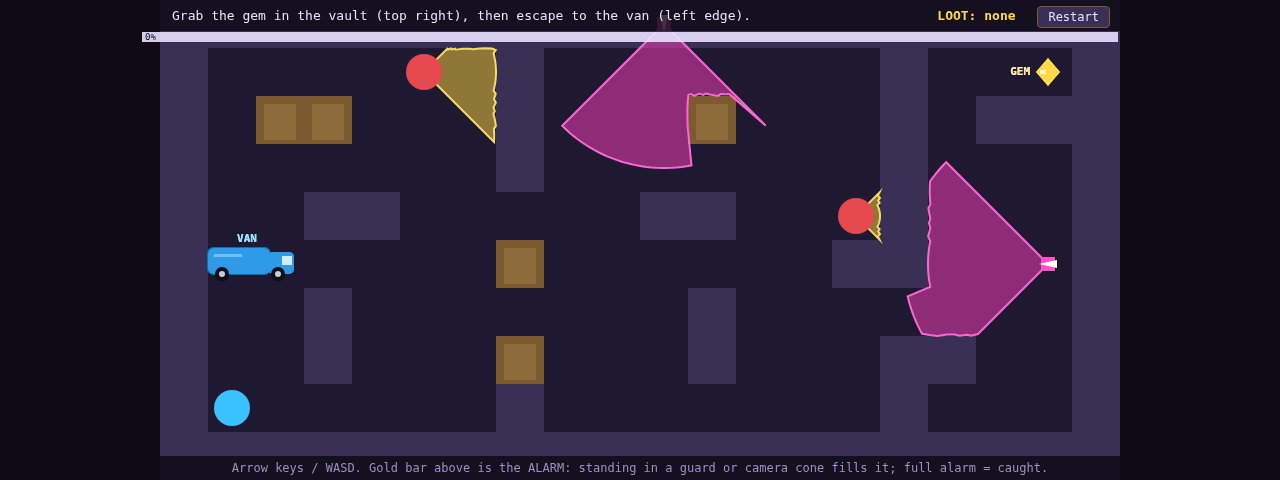 Grab the gem in the vault (top right), then escape to the van (left edge).
LOOT: none
Restart
0%
GEM
VAN
Arrow keys / WASD. Gold bar above is the ALARM: standing in a guard or camera cone fills it; full alarm = caught.